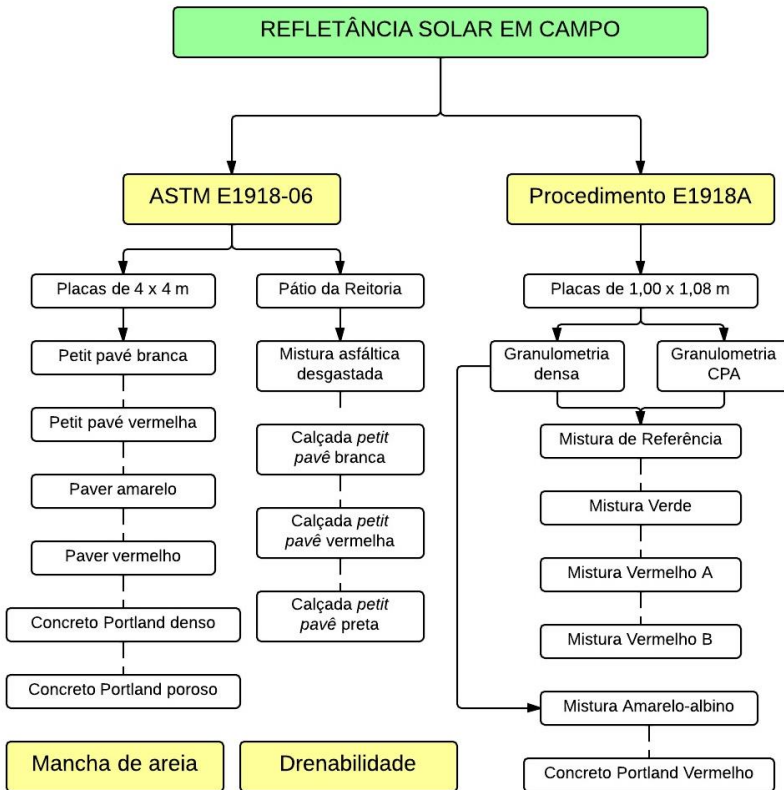 REFLETÂNCIA SOLAR EM CAMPO
ASTM E1918-06
Procedimento E1918A
Placas de 4 x 4 m
Pátio da Reitoria
Placas de 1,00 x 1,08 m
Petit pavé branca
Mistura asfáltica
desgastada
Granulometria
densa
Granulometria
CPA
Petit pavé vermelha
Calçada petit
pavê branca
Mistura de Referência
Paver amarelo
Calçada petit
pavê vermelha
Mistura Verde
Paver vermelho
Calçada petit
pavê preta
Mistura Vermelho A
Concreto Portland denso
Mistura Vermelho B
Concreto Portland poroso
Mistura Amarelo-albino
Mancha de areia
Drenabilidade
Concreto Portland Vermelho